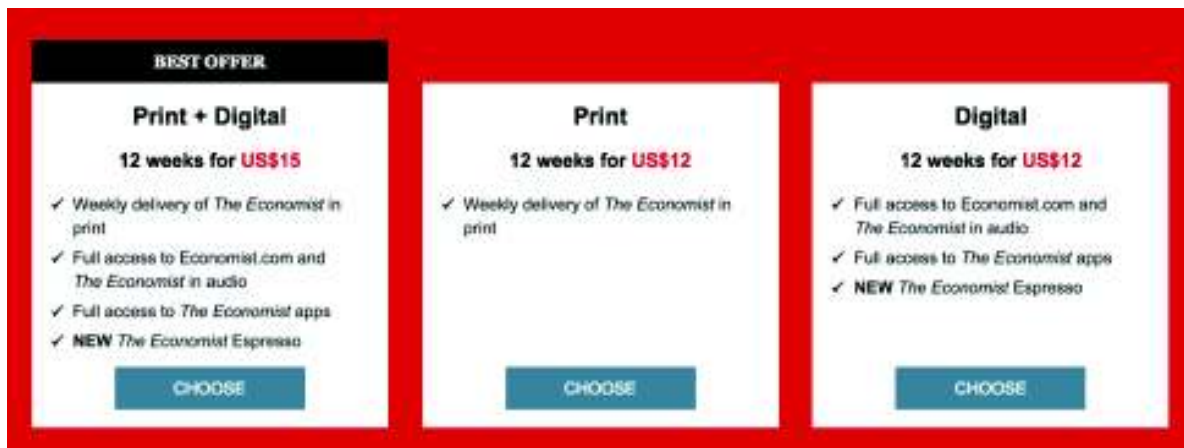 BEST OFFER
Print + Digital
12 weeks for US$15
✓ Weekly delivery of The Economist in
print
✓ Full access to Economist.com and
The Economist in audio
✓ Full access to The Economist apps
✓ NEW The Economist Espresso
CHOOSE
Print
12 weeks for US$12
✓ Weekly delivery of The Economist in
print
CHOOSE
Digital
12 weeks for US$12
✓ Full access to Economist.com and
The Economist in audio
✓ Full access to The Economist apps
✓ NEW The Economist Espresso
CHOOSE